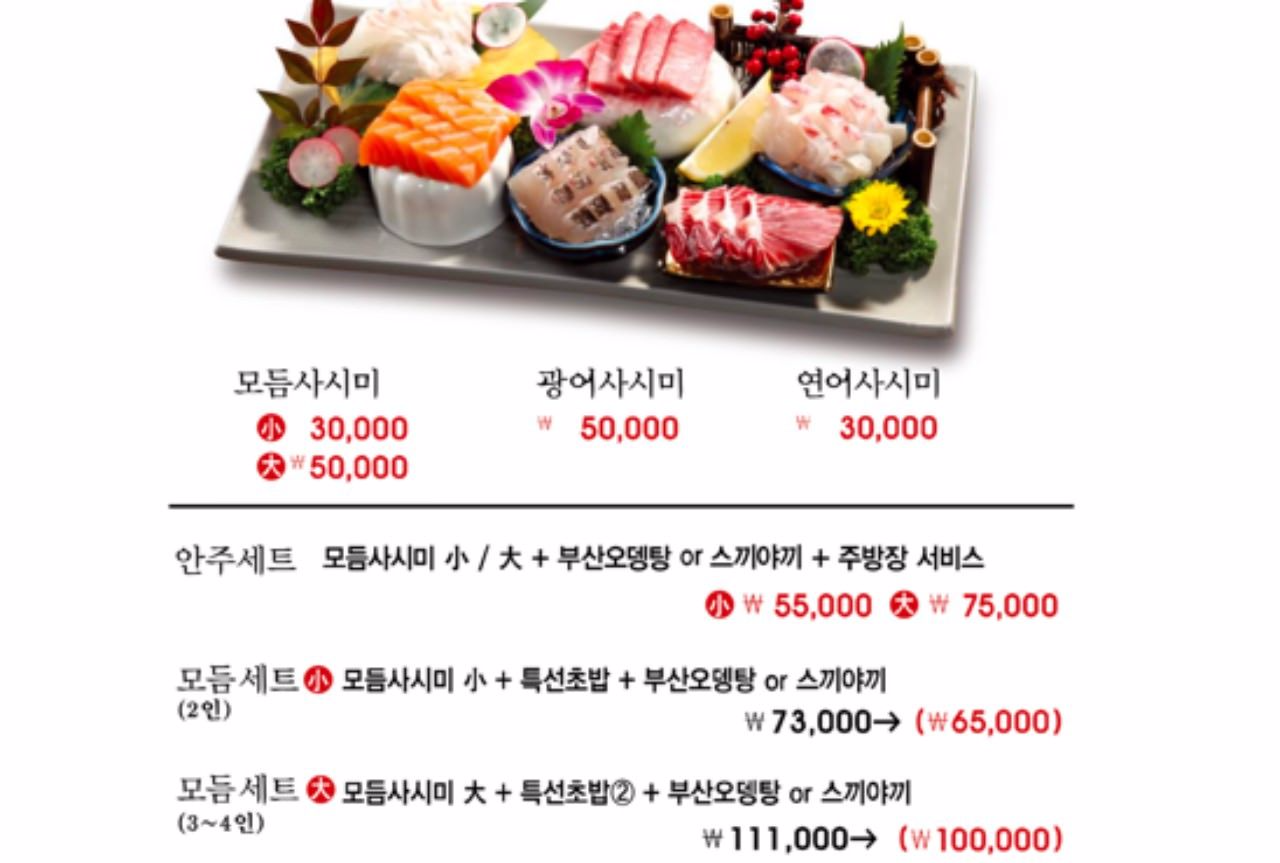 모듬사시미 광어사시미 연어사시미
小 30,000 ₩ 50,000 ₩ 30,000
大 ₩50,000
안주세트 모듬사시미 小 / 大 + 부산오뎅탕 or 스끼야끼 + 주방장 서비스
小 ₩ 55,000 大 ₩ 75,000
모듬세트 小 모듬사시미 小 + 특선초밥 + 부산오뎅탕 or 스끼야끼
(2인)
₩73,000→ (₩65,000)
모듬세트 大 모듬사시미 大 + 특선초밥② + 부산오뎅탕 or 스끼야끼
(3~4인)
₩111,000→ (₩100,000)